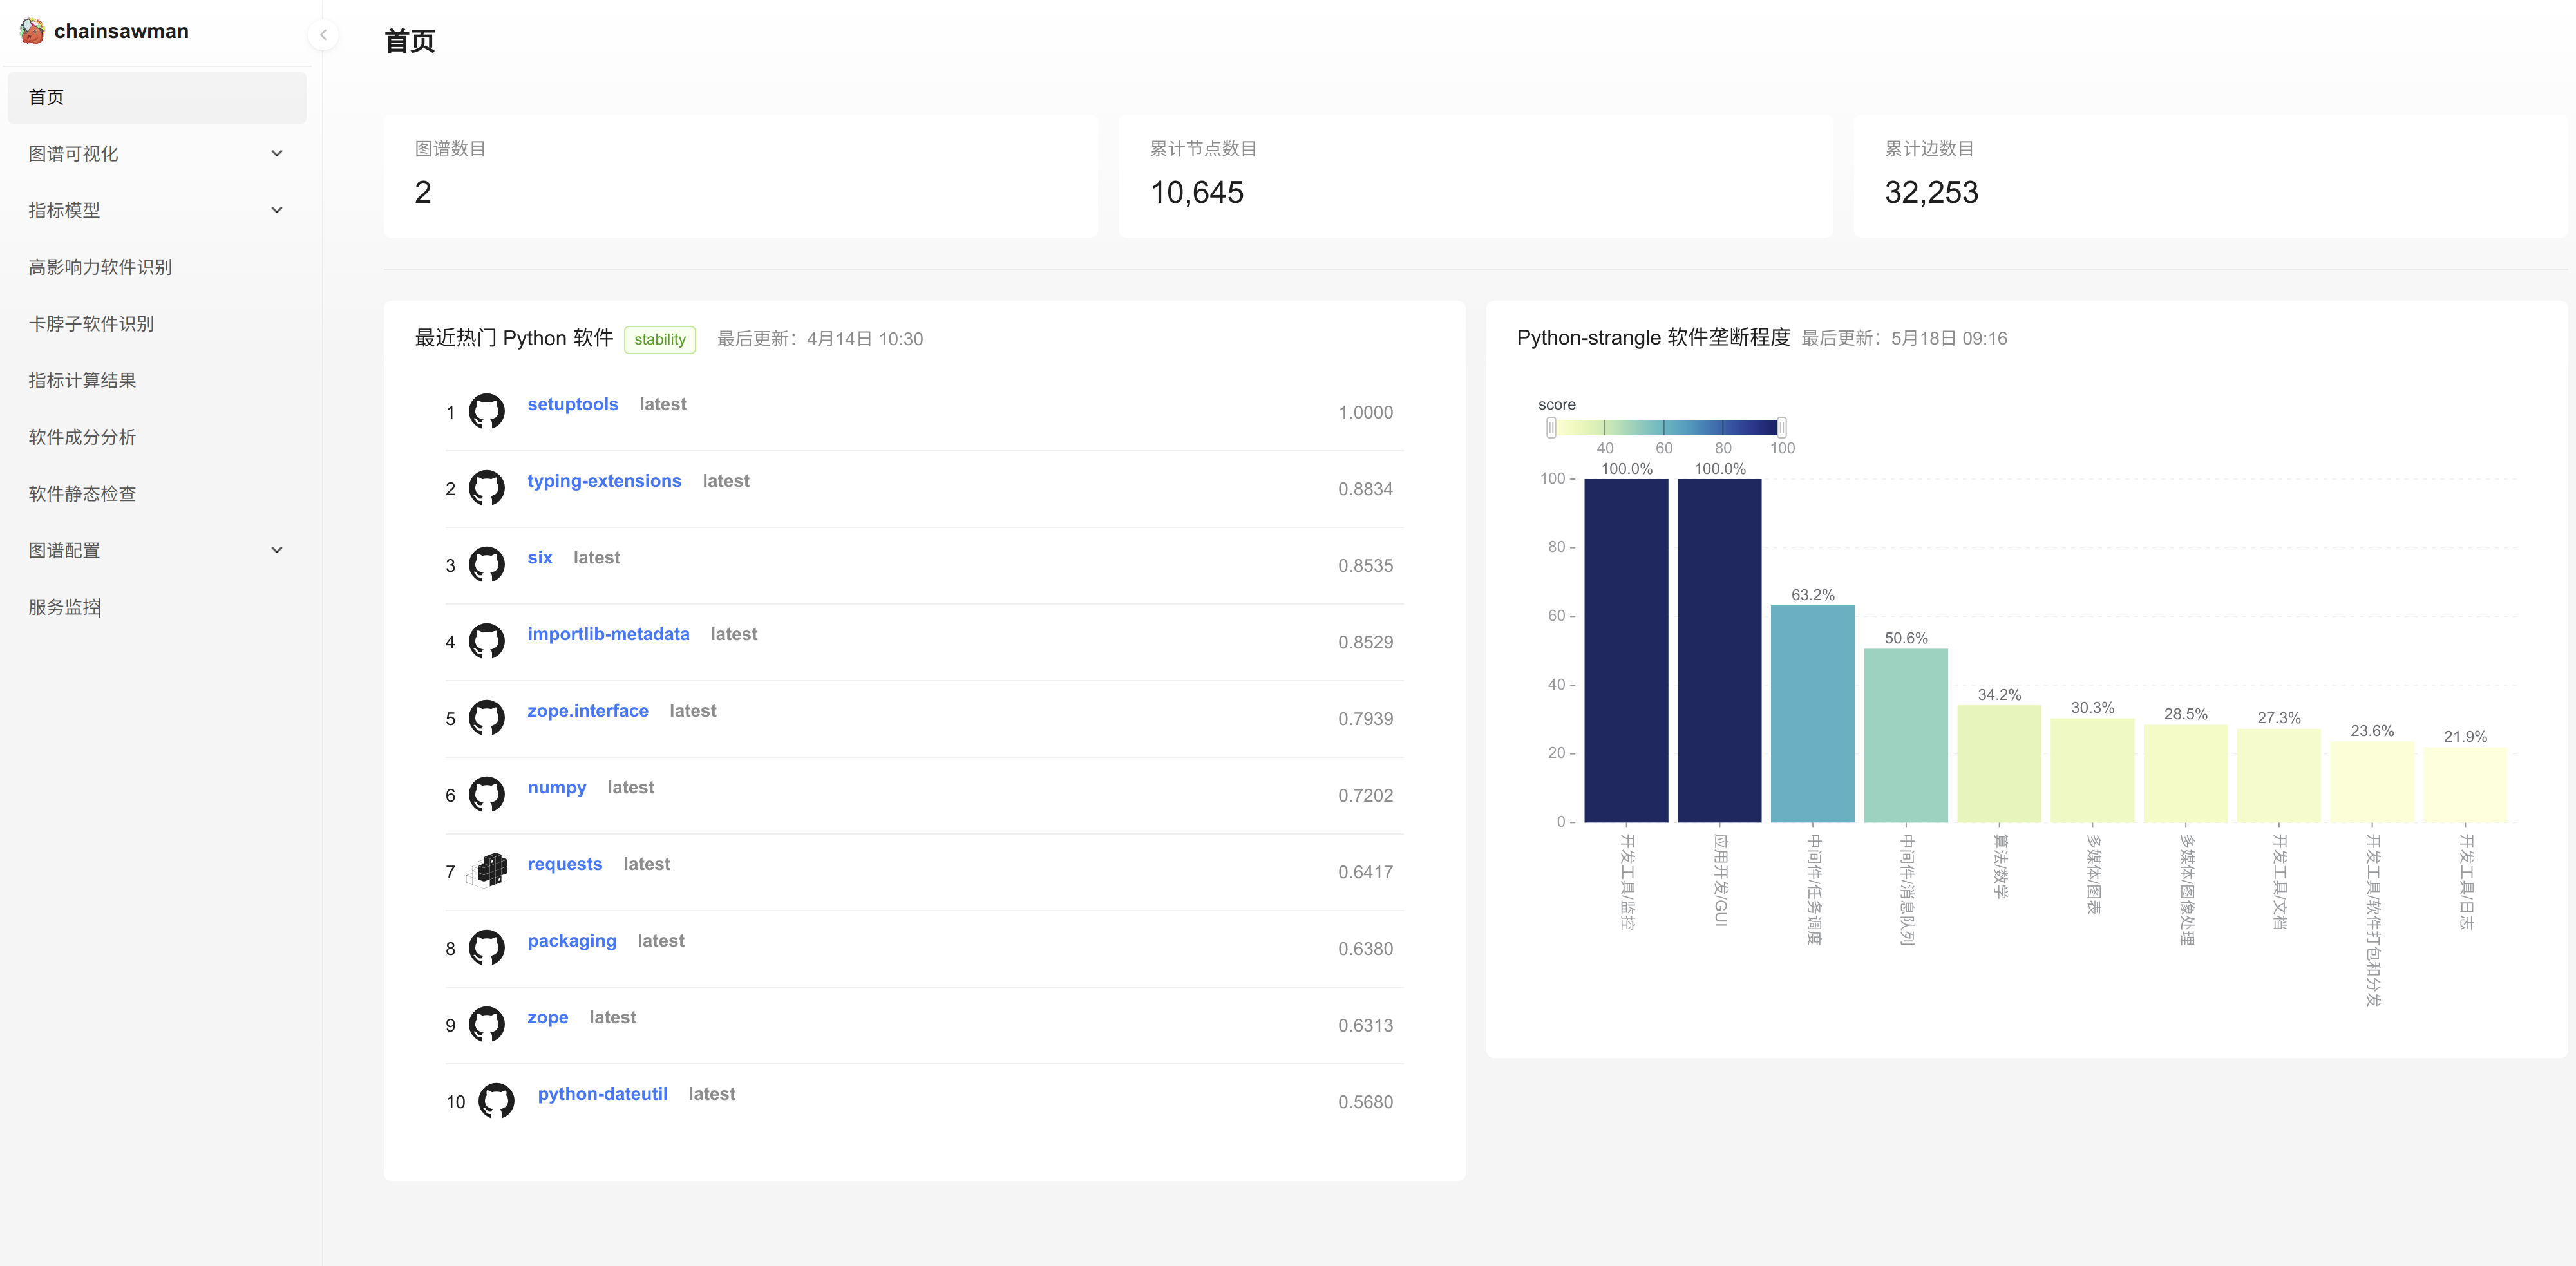 chainsawman
首页
图谱可视化
指标模型
高影响力软件识别
卡脖子软件识别
指标计算结果
软件成分分析
软件静态检查
图谱配置
服务监控
首页
图谱数目
2
累计节点数目
10,645
累计边数目
32,253
最近热门 Python 软件 stability 最后更新：4月14日 10:30
1 setuptools latest 1.0000
2 typing-extensions latest 0.8834
3 six latest 0.8535
4 importlib-metadata latest 0.8529
5 zope.interface latest 0.7939
6 numpy latest 0.7202
7 requests latest 0.6417
8 packaging latest 0.6380
9 zope latest 0.6313
10 python-dateutil latest 0.5680
Python-strangle 软件垄断程度 最后更新：5月18日 09:16
score
40 60 80 100
100.0% 100.0% 63.2% 50.6% 34.2% 30.3% 28.5% 27.3% 23.6% 21.9%
100
80
60
40
20
0
开发工具/监控
应用开发/GUI
中间件/任务调度
中间件/消息队列
算法/数学
多媒体/图表
多媒体/图像处理
开发工具/文档
开发工具/软件打包和分发
开发工具/日志